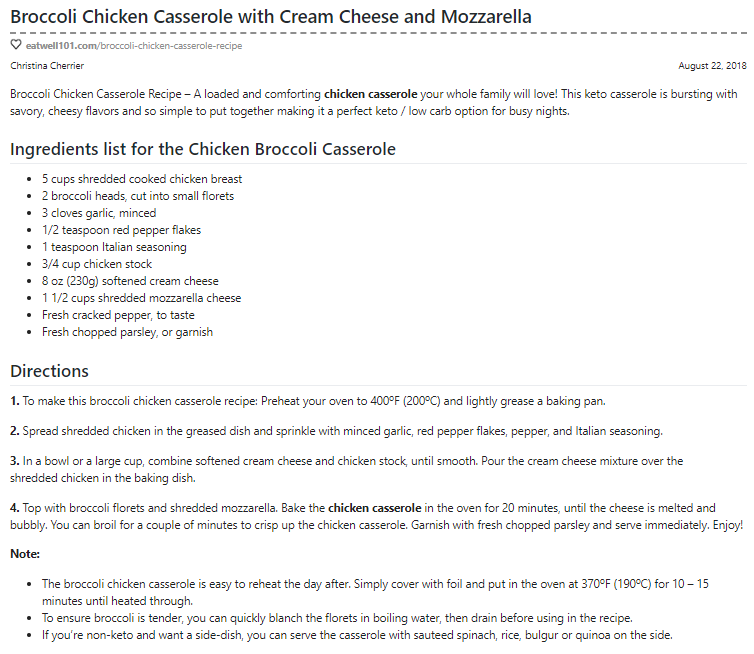 Broccoli Chicken Casserole with Cream Cheese and Mozzarella
eatwell101.com/broccoli-chicken-casserole-recipe
Christina Cherrier
August 22, 2018
Broccoli Chicken Casserole Recipe – A loaded and comforting chicken casserole your whole family will love! This keto casserole is bursting with
savory, cheesy flavors and so simple to put together making it a perfect keto / low carb option for busy nights.
Ingredients list for the Chicken Broccoli Casserole
• 5 cups shredded cooked chicken breast
• 2 broccoli heads, cut into small florets
• 3 cloves garlic, minced
• 1/2 teaspoon red pepper flakes
• 1 teaspoon Italian seasoning
• 3/4 cup chicken stock
• 8 oz (230g) softened cream cheese
• 1 1/2 cups shredded mozzarella cheese
• Fresh cracked pepper, to taste
• Fresh chopped parsley, or garnish
Directions
1. To make this broccoli chicken casserole recipe: Preheat your oven to 400ºF (200ºC) and lightly grease a baking pan.
2. Spread shredded chicken in the greased dish and sprinkle with minced garlic, red pepper flakes, pepper, and Italian seasoning.
3. In a bowl or a large cup, combine softened cream cheese and chicken stock, until smooth. Pour the cream cheese mixture over the
shredded chicken in the baking dish.
4. Top with broccoli florets and shredded mozzarella. Bake the chicken casserole in the oven for 20 minutes, until the cheese is melted and
bubbly. You can broil for a couple of minutes to crisp up the chicken casserole. Garnish with fresh chopped parsley and serve immediately. Enjoy!
Note:
• The broccoli chicken casserole is easy to reheat the day after. Simply cover with foil and put in the oven at 370ºF (190ºC) for 10 – 15
minutes until heated through.
• To ensure broccoli is tender, you can quickly blanch the florets in boiling water, then drain before using in the recipe.
• If you're non-keto and want a side-dish, you can serve the casserole with sauteed spinach, rice, bulgur or quinoa on the side.